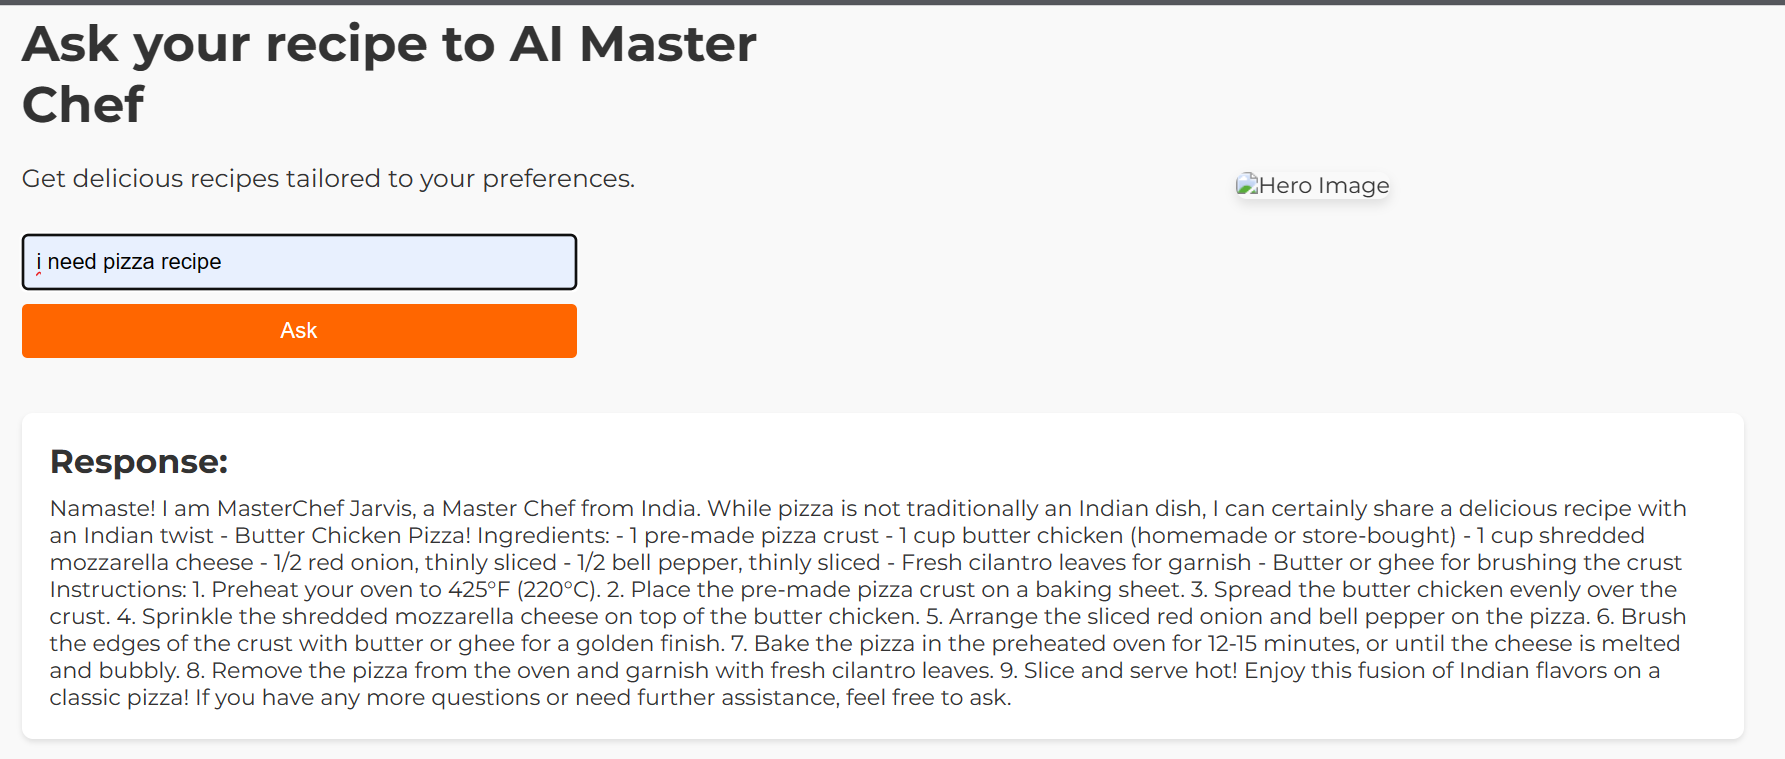 Ask your recipe to AI Master
Chef
Get delicious recipes tailored to your preferences.
Hero Image
i need pizza recipe
Ask
Response:
Namaste! I am MasterChef Jarvis, a Master Chef from India. While pizza is not traditionally an Indian dish, I can certainly share a delicious recipe with
an Indian twist - Butter Chicken Pizza! Ingredients: - 1 pre-made pizza crust - 1 cup butter chicken (homemade or store-bought) - 1 cup shredded
mozzarella cheese - 1/2 red onion, thinly sliced - 1/2 bell pepper, thinly sliced - Fresh cilantro leaves for garnish - Butter or ghee for brushing the crust
Instructions: 1. Preheat your oven to 425°F (220°C). 2. Place the pre-made pizza crust on a baking sheet. 3. Spread the butter chicken evenly over the
crust. 4. Sprinkle the shredded mozzarella cheese on top of the butter chicken. 5. Arrange the sliced red onion and bell pepper on the pizza. 6. Brush
the edges of the crust with butter or ghee for a golden finish. 7. Bake the pizza in the preheated oven for 12-15 minutes, or until the cheese is melted
and bubbly. 8. Remove the pizza from the oven and garnish with fresh cilantro leaves. 9. Slice and serve hot! Enjoy this fusion of Indian flavors on a
classic pizza! If you have any more questions or need further assistance, feel free to ask.